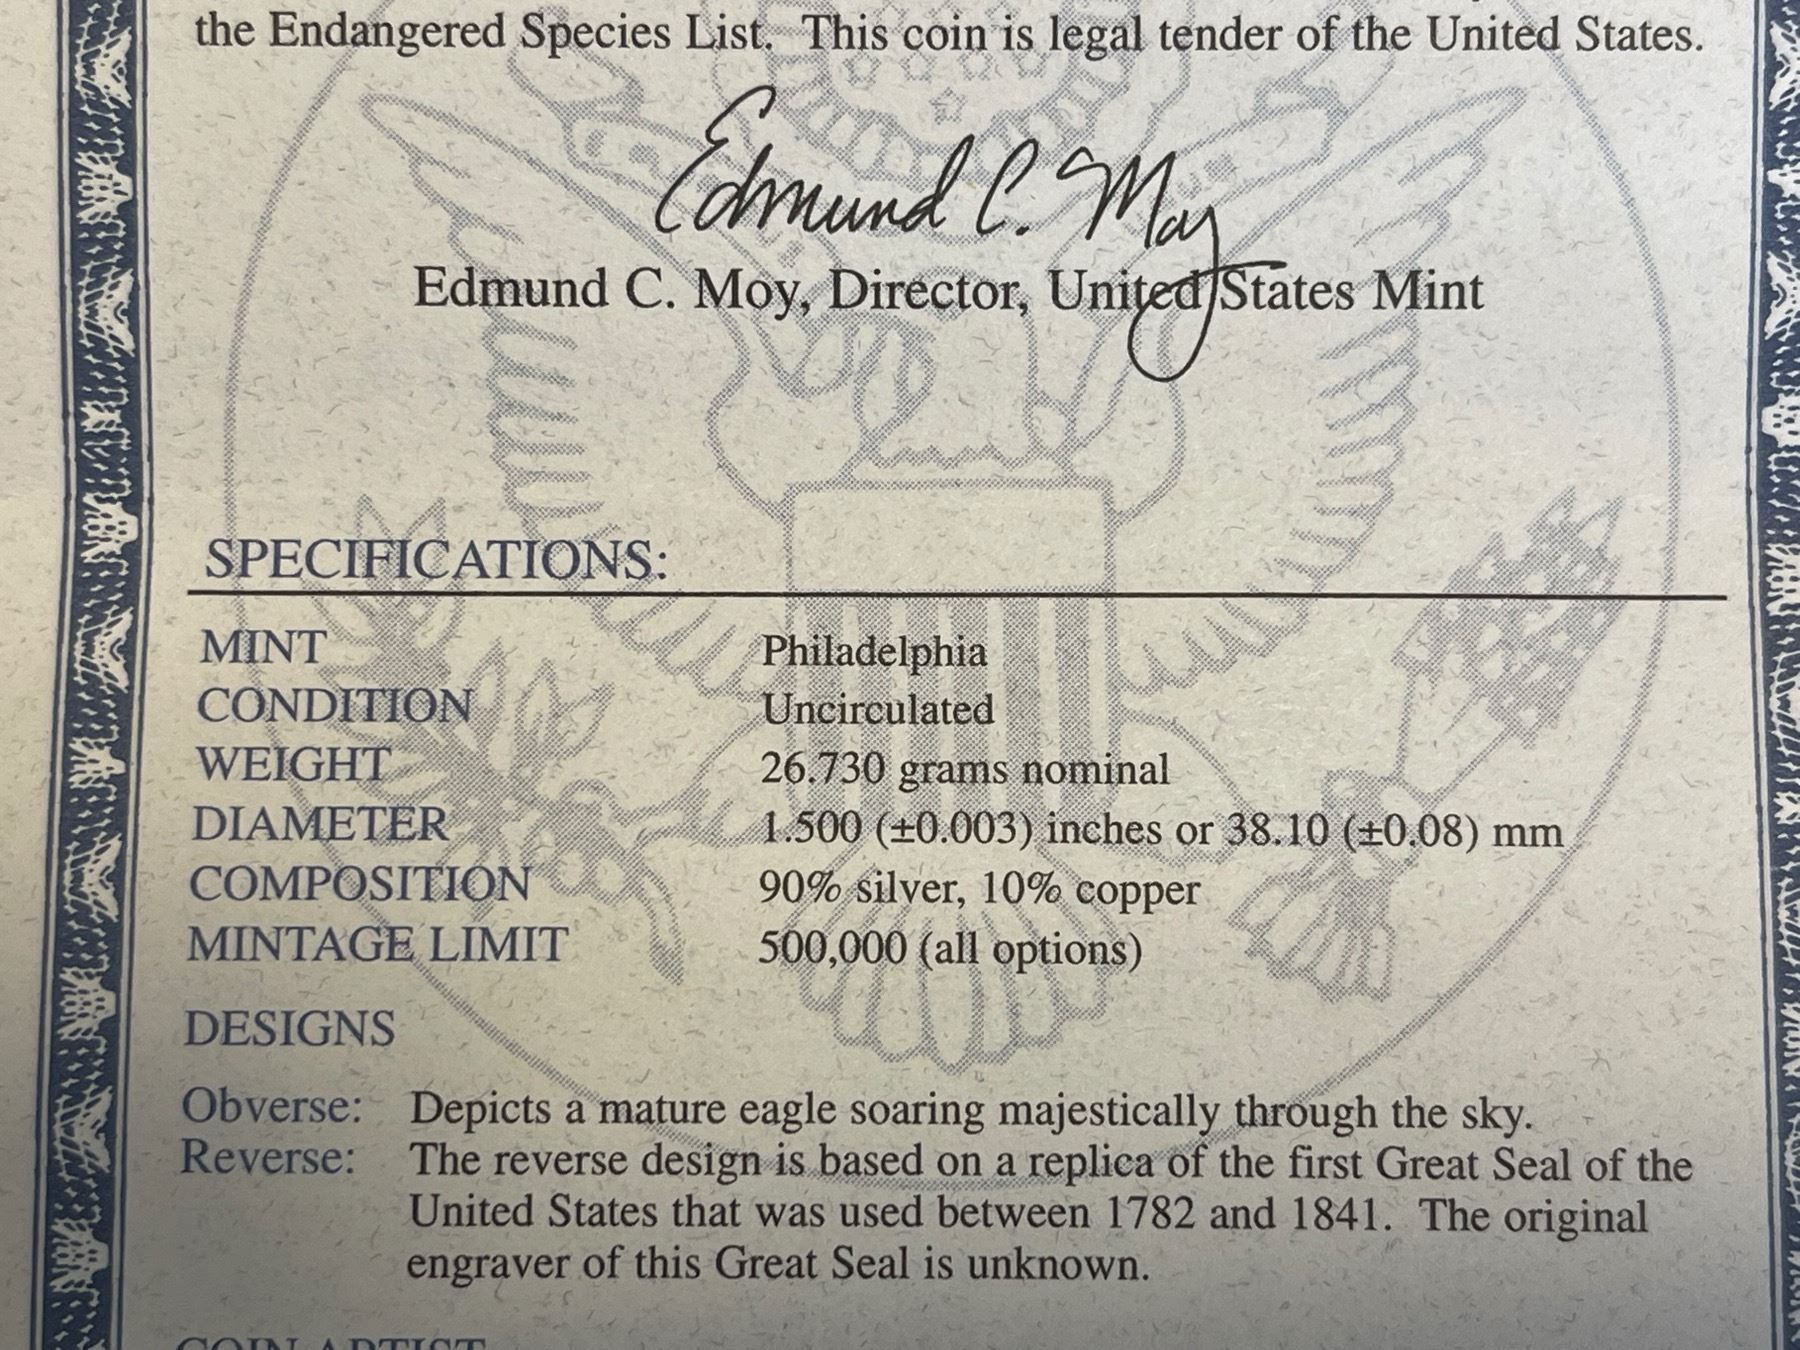 the Endangered Species List. This coin is legal tender of the United States.
Edmund C. Moy
Edmund C. Moy, Director, United States Mint
SPECIFICATIONS:
MINT Philadelphia
CONDITION Uncirculated
WEIGHT 26.730 grams nominal
DIAMETER 1.500 (±0.003) inches or 38.10 (±0.08) mm
COMPOSITION 90% silver, 10% copper
MINTAGE LIMIT 500,000 (all options)
DESIGNS
Obverse: Depicts a mature eagle soaring majestically through the sky.
Reverse: The reverse design is based on a replica of the first Great Seal of the
United States that was used between 1782 and 1841. The original
engraver of this Great Seal is unknown.
COIN ARTIST